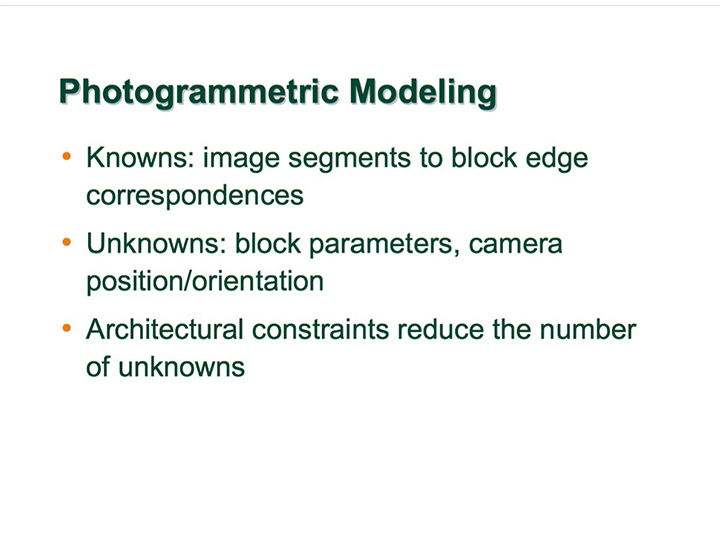 Photogrammetric Modeling
• Knowns: image segments to block edge
correspondences
• Unknowns: block parameters, camera
position/orientation
• Architectural constraints reduce the number
of unknowns